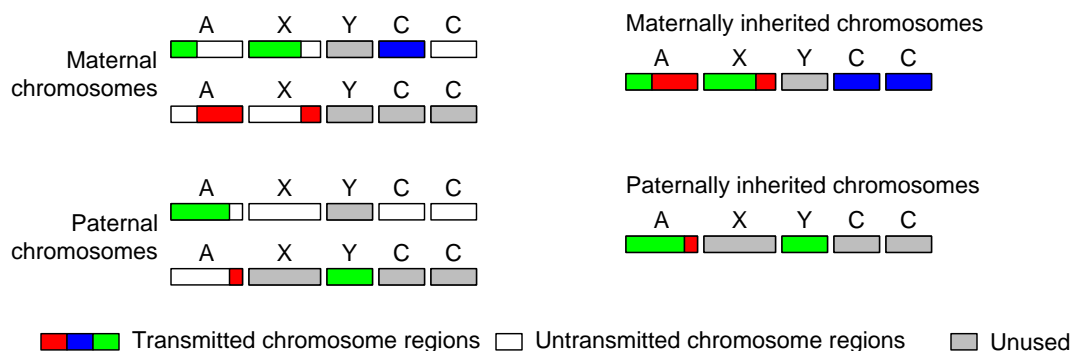 A X Y C C
Maternally inherited chromosomes
Maternal
chromosomes
A X Y C C
A X Y C C
Paternally inherited chromosomes
A X Y C C
Paternal
chromosomes
A X Y C C
A X Y C C
Transmitted chromosome regions
Untransmitted chromosome regions
Unused